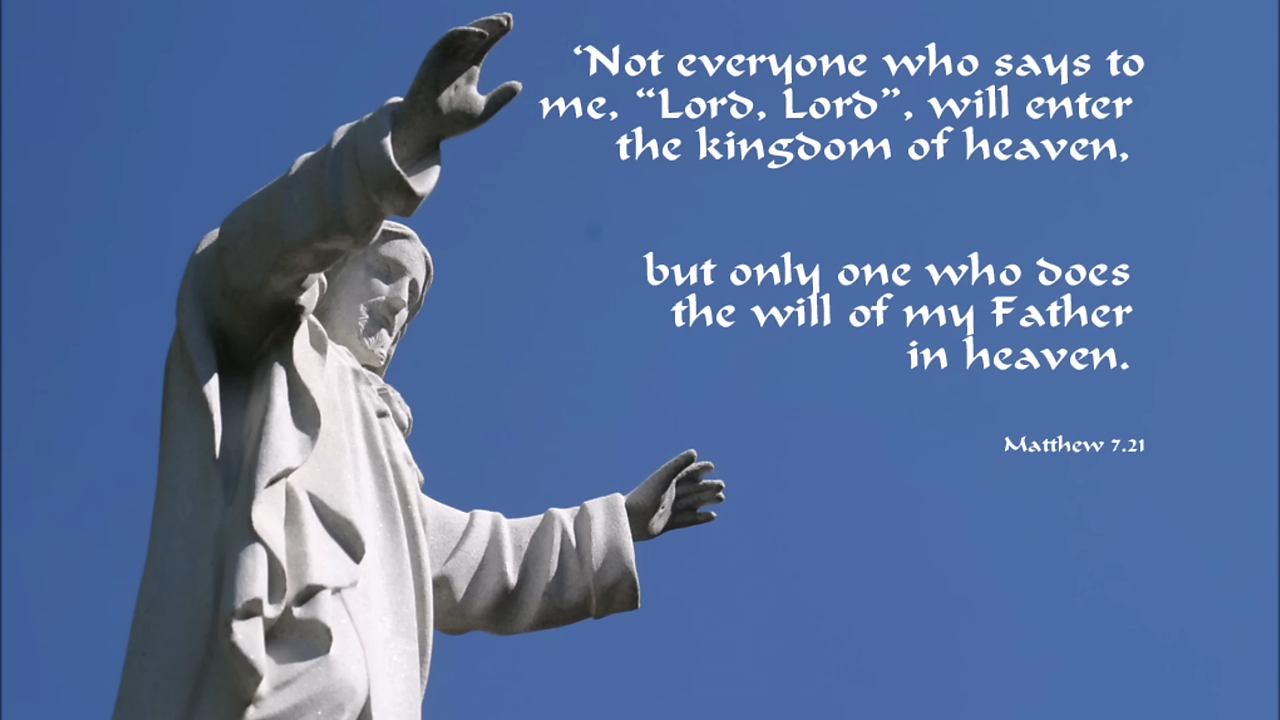 ‘Not everyone who says to
me, “Lord, Lord”, will enter
the kingdom of heaven,
but only one who does
the will of my Father
in heaven.
Matthew 7.21